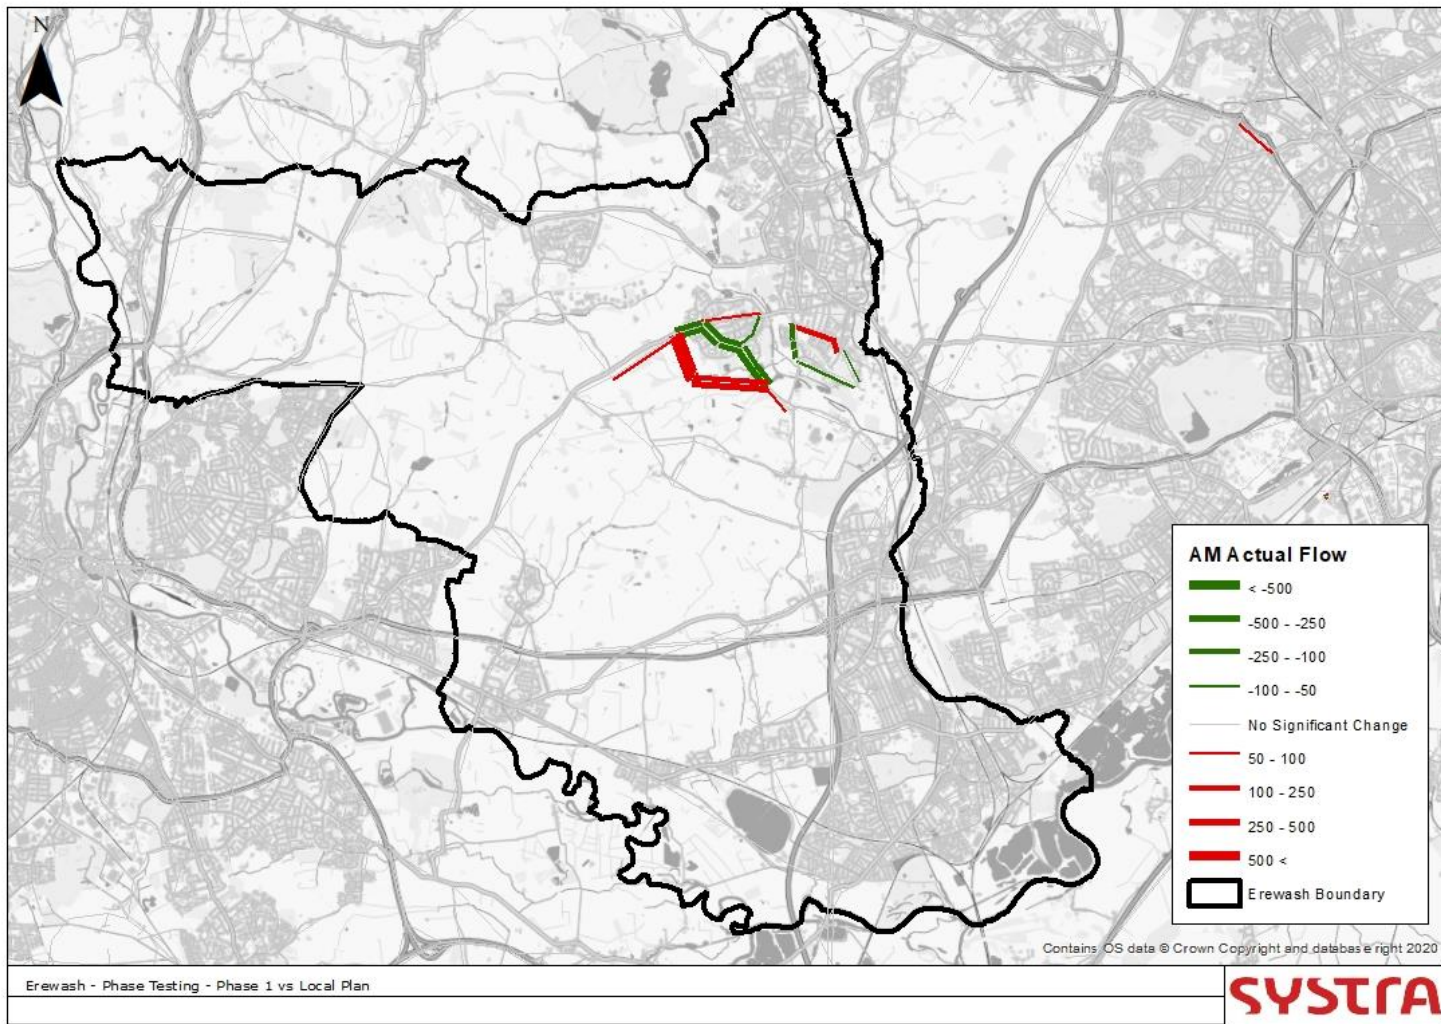 N
AM Actual Flow
< -500
-500 - -250
-250 - -100
-100 - -50
No Significant Change
50 - 100
100 - 250
250 - 500
500 <
Erewash Boundary
Contains OS data © Crown Copyright and database right 2020
Erewash - Phase Testing - Phase 1 vs Local Plan
SYSTRA